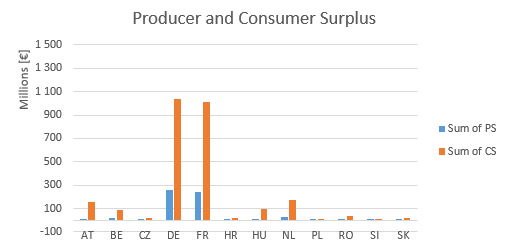 Producer and Consumer Surplus
Millions [€]
1 500
1 300
1 100
900
700
500
300
100
-100
AT BE CZ DE FR HR HU NL PL RO SI SK
Sum of PS
Sum of CS